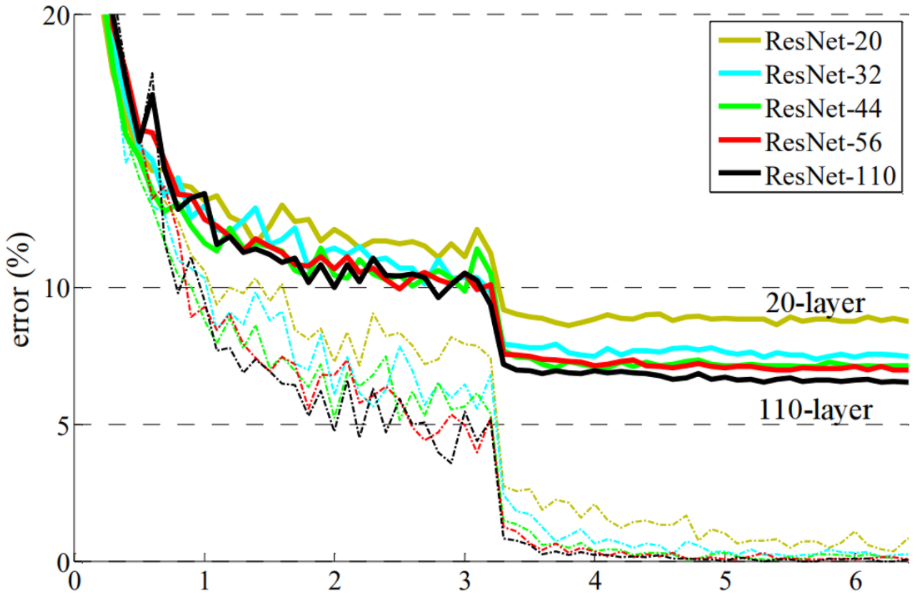 20
ResNet-20
ResNet-32
ResNet-44
ResNet-56
ResNet-110
error (%)
10
20-layer
110-layer
5
0
0 1 2 3 4 5 6